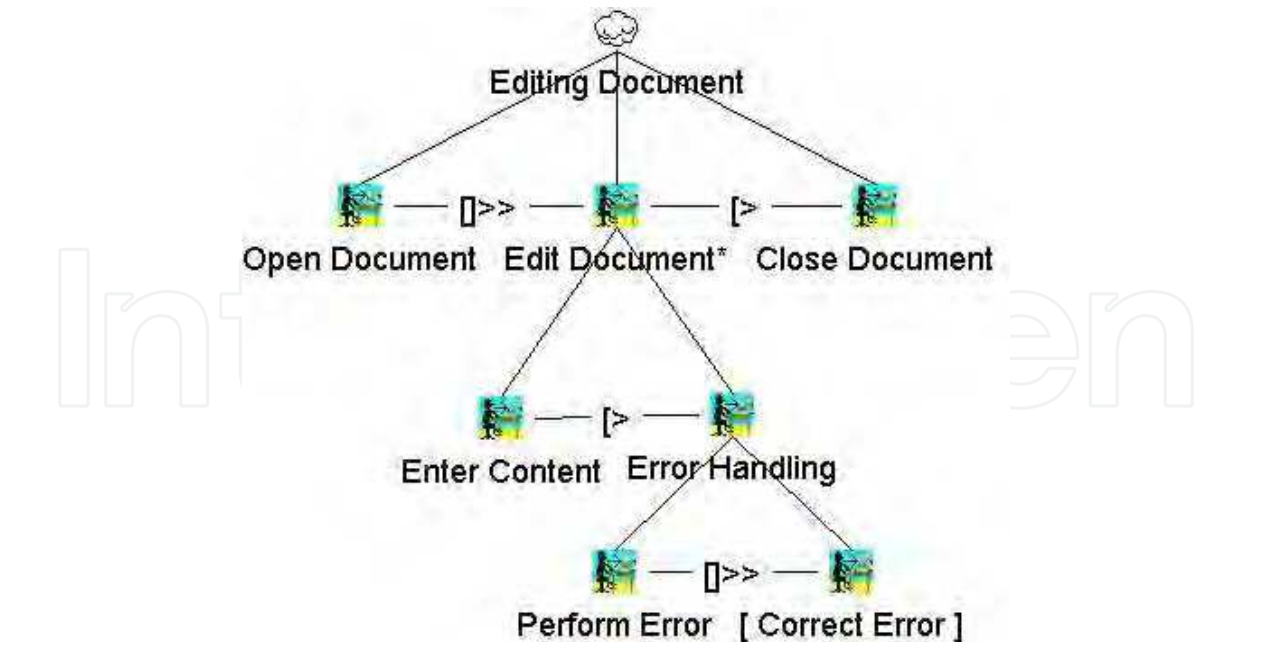 Editing Document
[]>> [>
Open Document Edit Document* Close Document
[>
Enter Content Error Handling
[]>>
Perform Error [ Correct Error ]